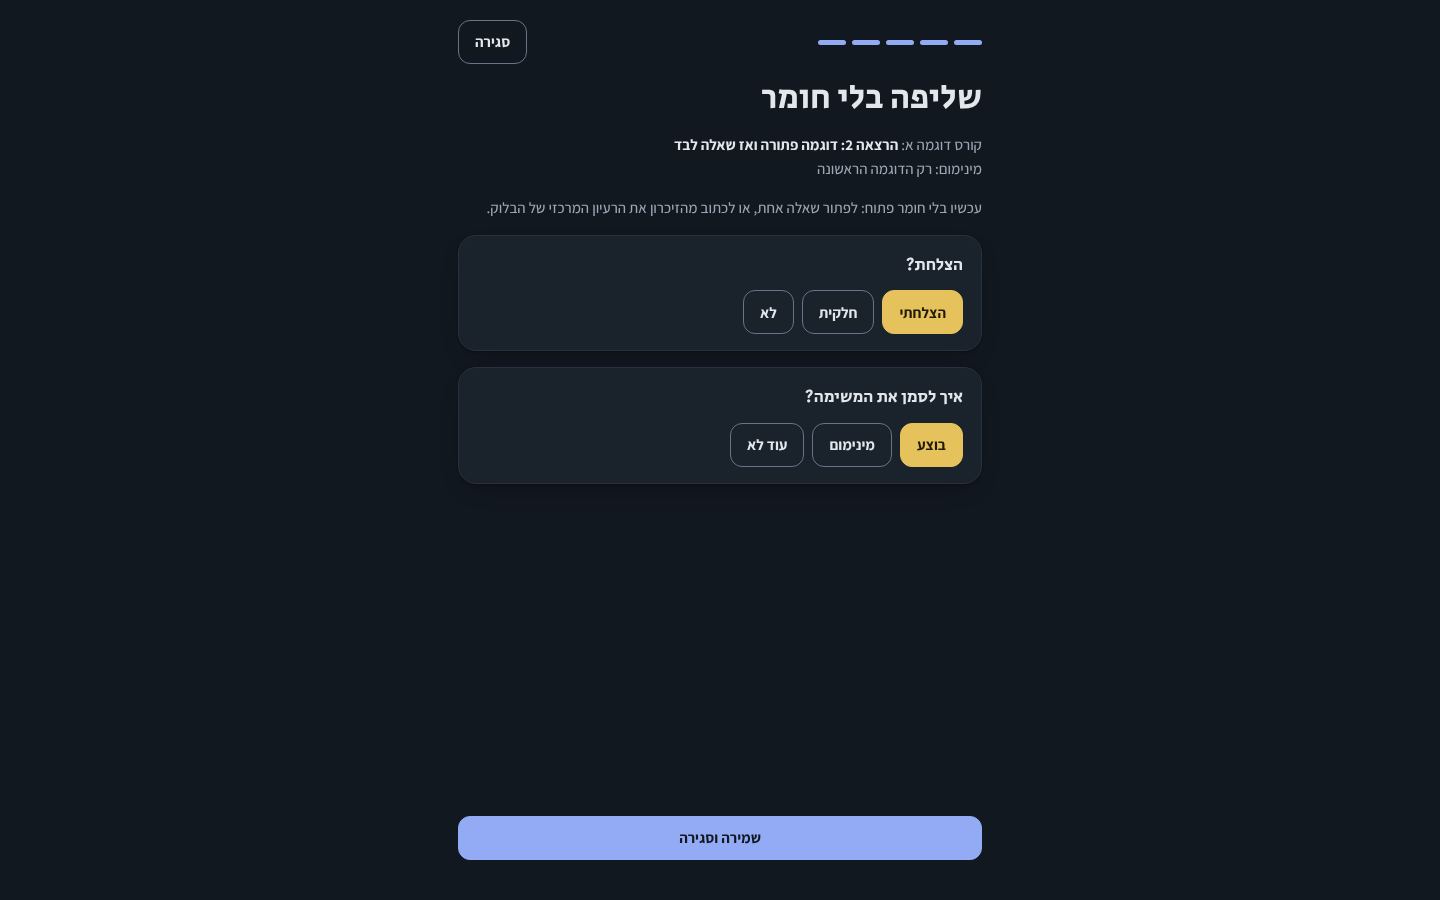 סגירה
שליפה בלי חומר
קורס דוגמה א: הרצאה 2: דוגמה פתורה ואז שאלה לבד
מינימום: רק הדוגמה הראשונה
עכשיו בלי חומר פתוח: לפתור שאלה אחת, או לכתוב מהזיכרון את הרעיון המרכזי של הבלוק.
הצלחת?
הצלחתי חלקית לא
איך לסמן את המשימה?
בוצע מינימום עוד לא
שמירה וסגירה